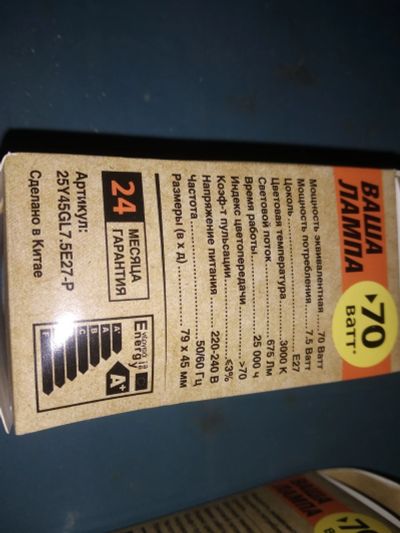 ВАША
ЛАМПА
70
ватт*
Мощность эквивалентная 70 Ватт
Мощность потребления 7.5 Ватт
Цоколь E27
Цветовая температура 3000 К
Световой поток 675 Лм
Время работы 25 000 ч
Индекс цветопередачи >70
Коэф-т пульсации ≤3%
Напряжение питания 220-240 В
Частота 50/60 Гц
Размеры (в х д) 79 x 45 мм
24
МЕСЯЦА
ГАРАНТИЯ
Артикул:
25Y45GL7.5E27-P
Сделано в Китае
Energy
A+
A
B
C
A+
ВАША
ЛАМПА
70